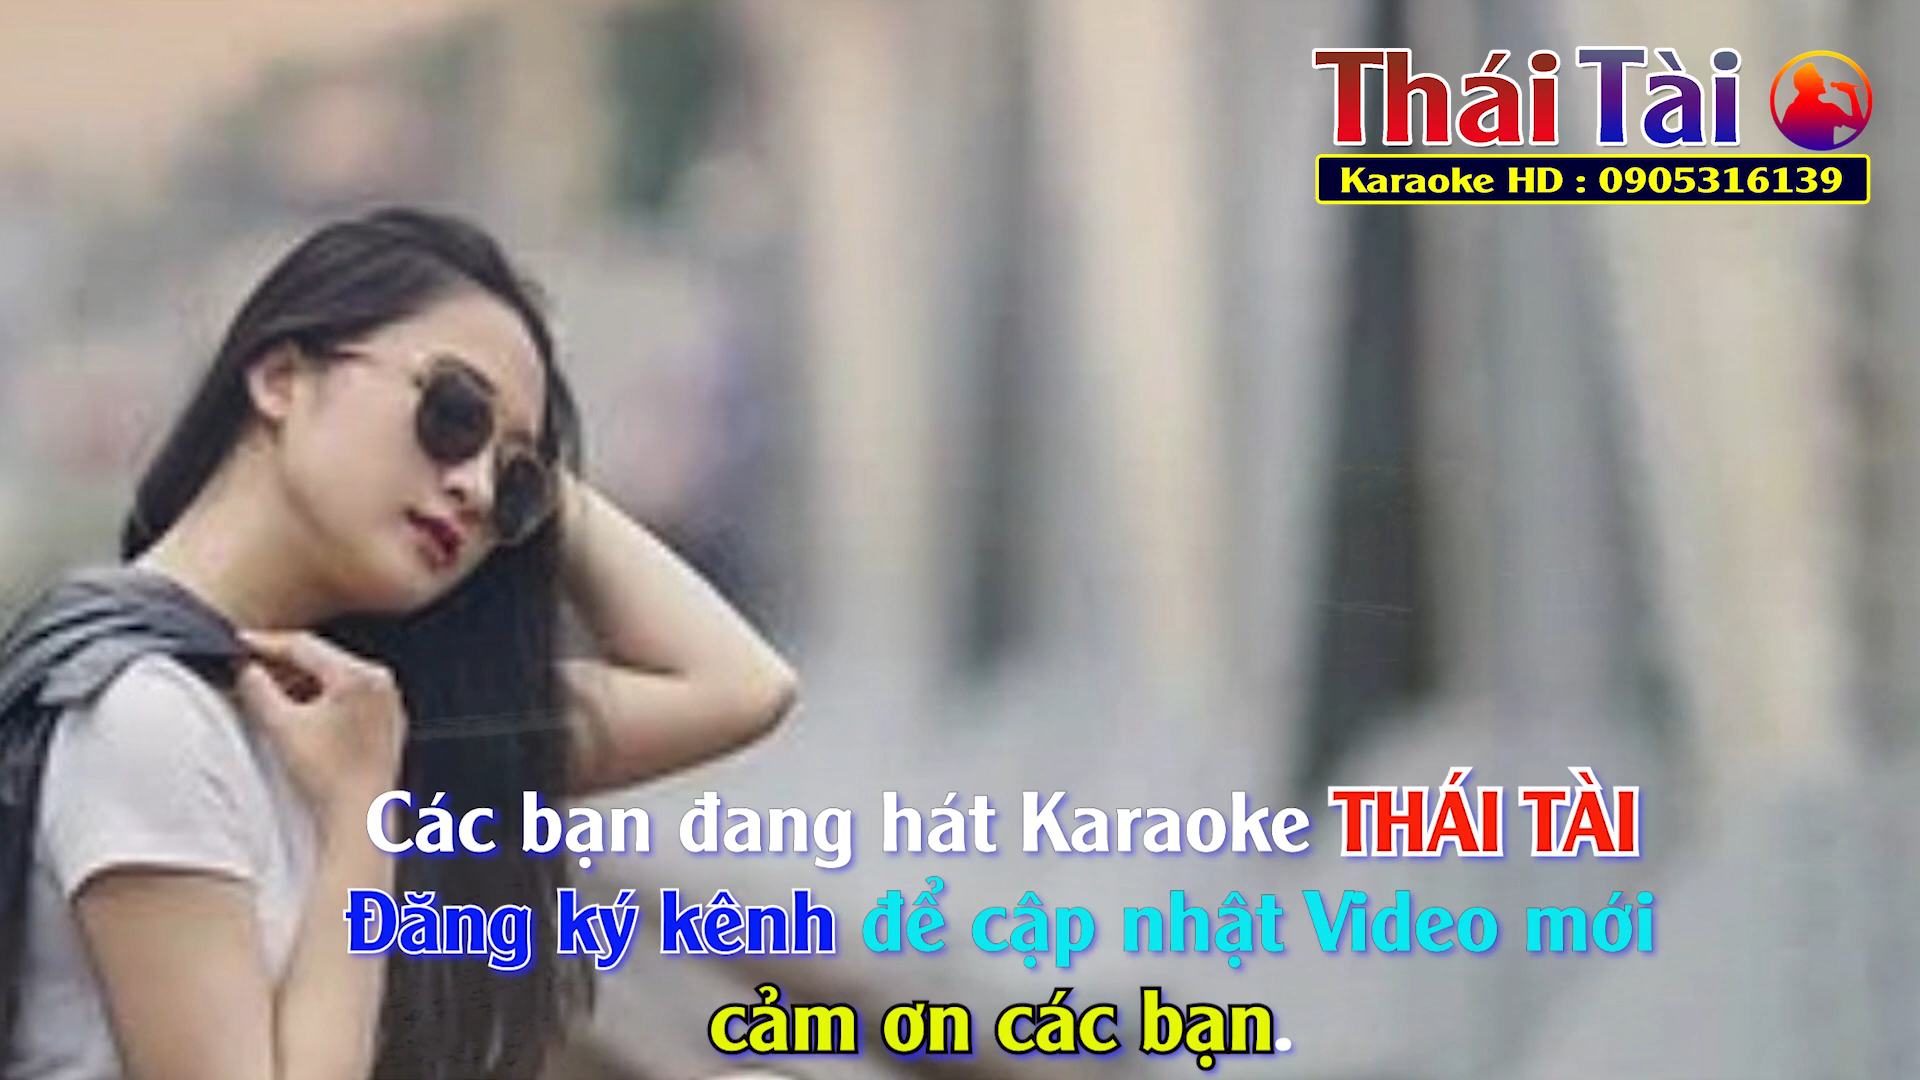 Thái Tài
Karaoke HD : 0905316139
Các bạn đang hát Karaoke THÁI TÀI
Đăng ký kênh để cập nhật Video mới
cảm ơn các bạn.